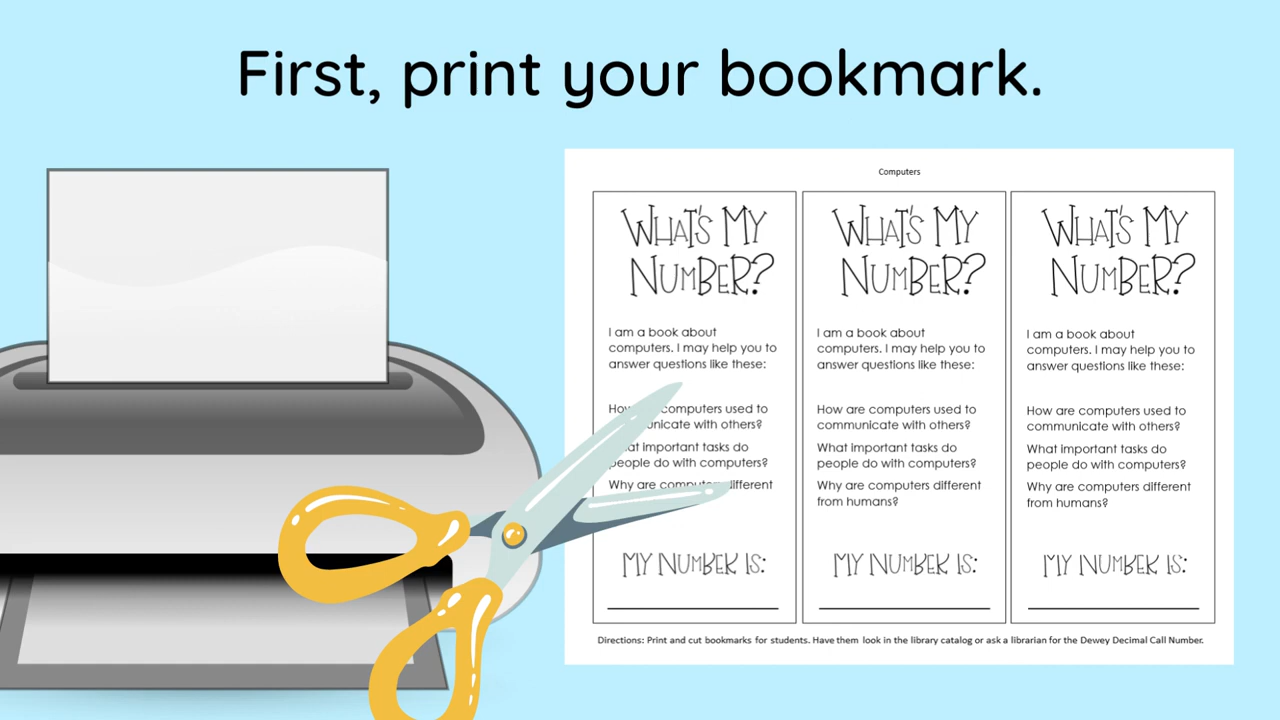 First, print your bookmark.
Computers
WHAT'S MY
NUMBER?
I am a book about
computers. I may help you to
answer questions like these:
How computers used to
with others?
important tasks do
people do with computers?
Why are different
MY NUMBER IS:
WHAT'S MY
NUMBER?
I am a book about
computers. I may help you to
answer questions like these:
How are computers used to
communicate with others?
What important tasks do
people do with computers?
Why are computers different
from humans?
MY NUMBER IS:
WHAT'S MY
NUMBER?
I am a book about
computers. I may help you to
answer questions like these:
How are computers used to
communicate with others?
What important tasks do
people do with computers?
Why are computers different
from humans?
MY NUMBER IS:
Directions: Print and cut bookmarks for students. Have them look in the library catalog or ask a librarian for the Dewey Decimal Call Number.